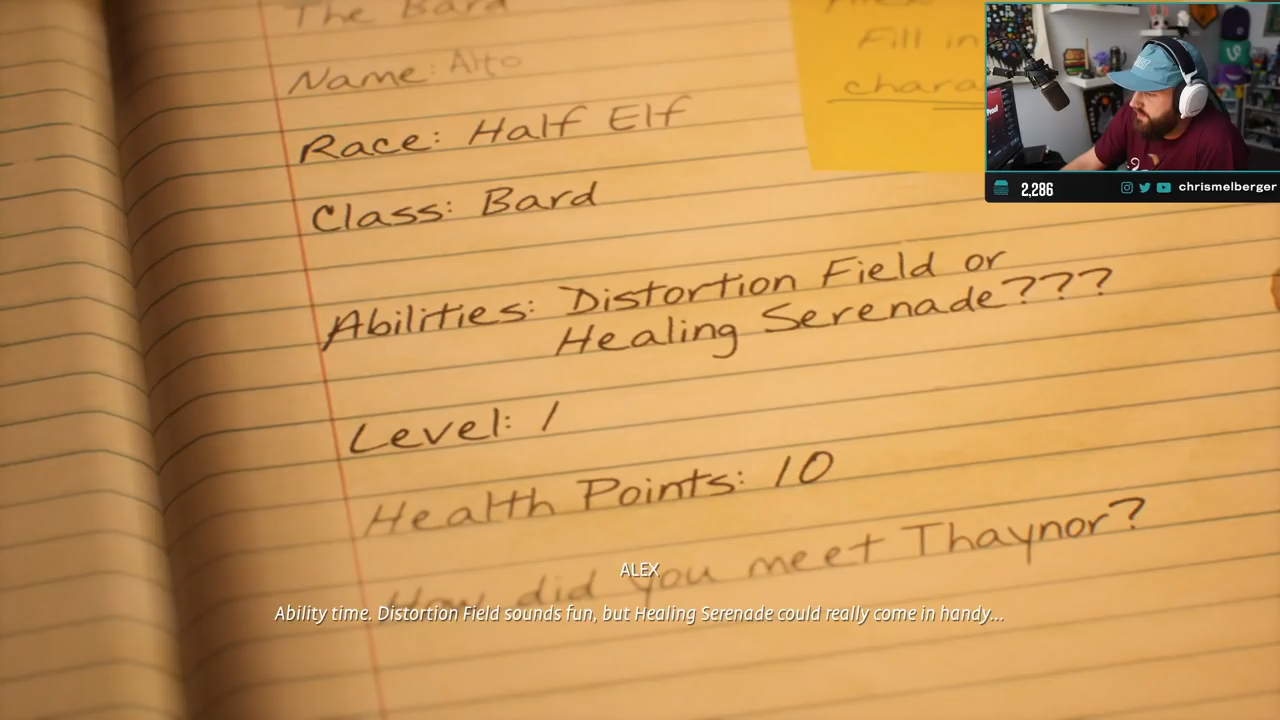 The Bard
Name: Alto
Race: Half Elf
Class: Bard
Abilities: Distortion Field or
Healing Serenade???
Level: 1
Health Points: 10
How did you meet Thaynor?
Fill in
chara
ALEX
Ability time. Distortion Field sounds fun, but Healing Serenade could really come in handy...
2,286
chrismelberger